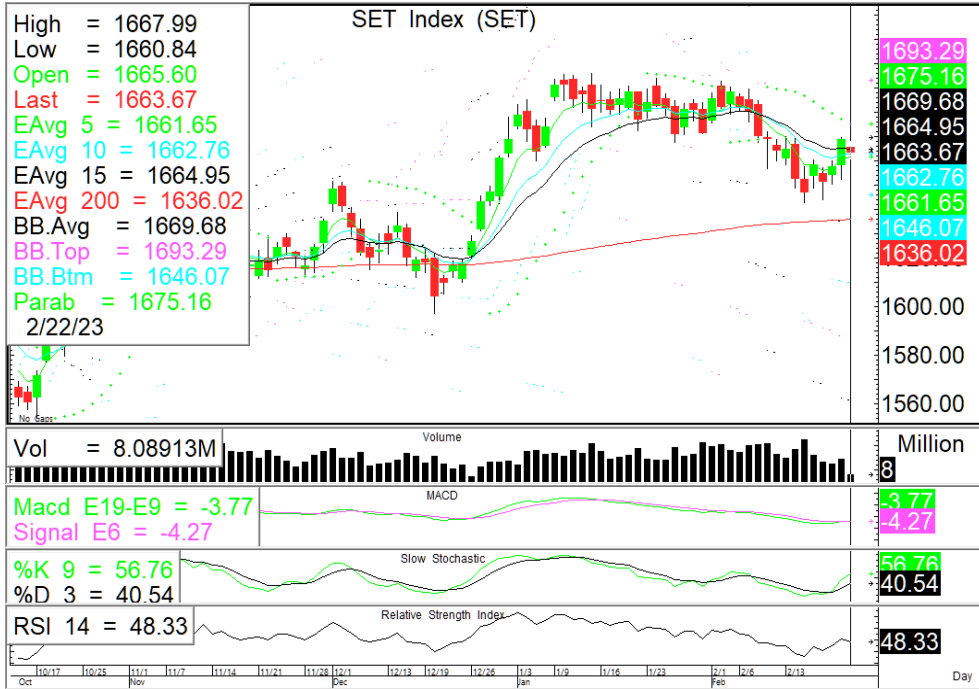 SET Index (SET)
High = 1667.99
Low = 1660.84
Open = 1665.60
Last = 1663.67
EAvg 5 = 1661.65
EAvg 10 = 1662.76
EAvg 15 = 1664.95
EAvg 200 = 1636.02
BB.Avg = 1669.68
BB.Top = 1693.29
BB.Btm = 1646.07
Parab = 1675.16
2/22/23
1693.29
1675.16
1669.68
1664.95
1663.67
1662.76
1661.65
1646.07
1636.02
1600.00
1580.00
1560.00
No Gaps
Volume
Vol = 8.08913M
Million
8
MACD
Macd E19-E9 = -3.77
Signal E6 = -4.27
-3.77
-4.27
Slow Stochastic
%K 9 = 56.76
%D 3 = 40.54
56.76
40.54
Relative Strength Index
RSI 14 = 48.33
48.33
10/17 10/25 11/1 11/7 11/14 11/21 11/28 12/1 12/13 12/19 12/26 1/3 1/9 1/16 1/23 2/1 2/6 2/13
Oct Nov Dec Jan Feb Day